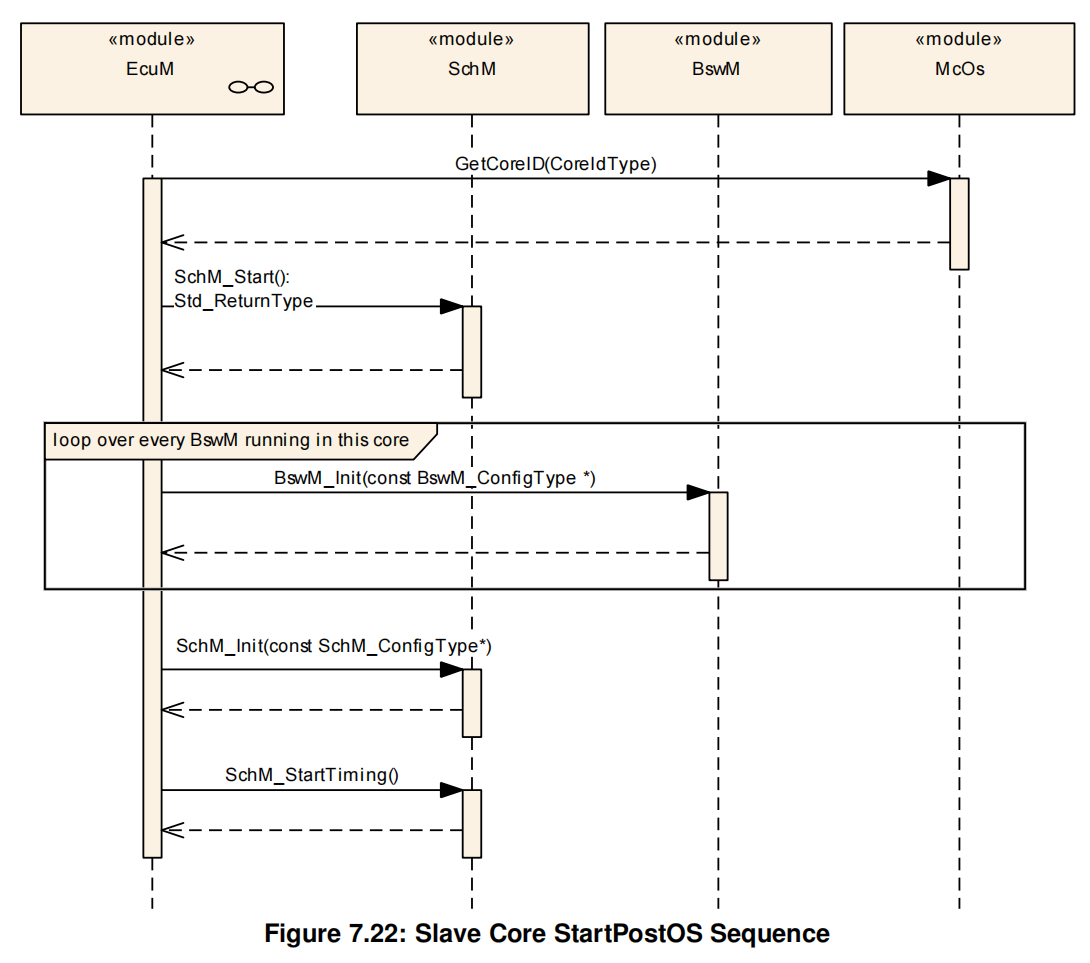 «module»
EcuM
«module»
SchM
«module»
BswM
«module»
McOs
GetCoreID(CoreIdType)
SchM_Start():
Std_ReturnType
loop over every BswM running in this core
BswM_Init(const BswM_ConfigType *)
SchM_Init(const SchM_ConfigType*)
SchM_StartTiming()
Figure 7.22: Slave Core StartPostOS Sequence